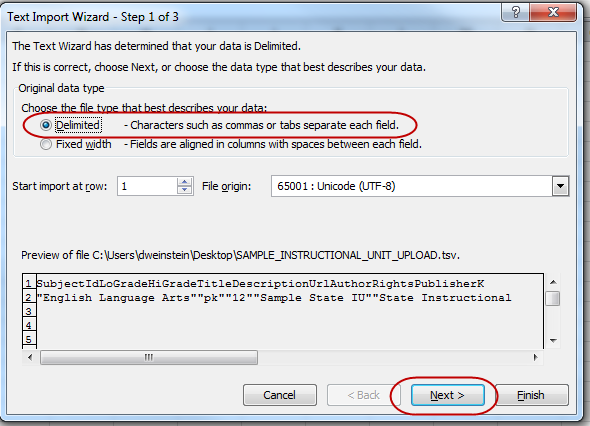 Text Import Wizard - Step 1 of 3
The Text Wizard has determined that your data is Delimited.
If this is correct, choose Next, or choose the data type that best describes your data.
Original data type
Choose the file type that best describes your data:
Delimited - Characters such as commas or tabs separate each field.
Fixed width - Fields are aligned in columns with spaces between each field.
Start import at row: 1 File origin: 65001 : Unicode (UTF-8)
Preview of file C:\Users\dweinstein\Desktop\SAMPLE_INSTRUCTIONAL_UNIT_UPLOAD.tsv.
1 SubjectIdLoGradeHiGradeTitleDescriptionUrlAuthorRightsPublisherK
2 "English Language Arts""pk""12""Sample State IU""State Instructional
3
4
5
Cancel < Back Next > Finish